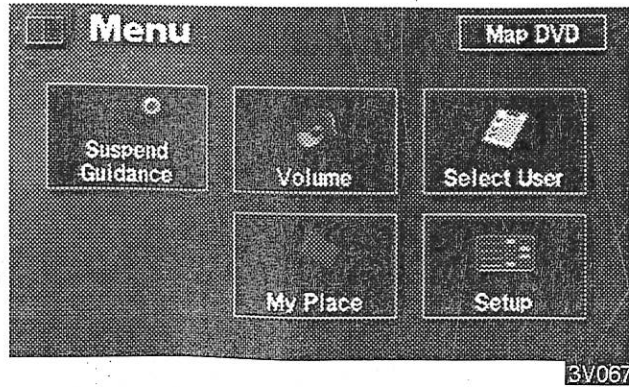 Menu
Map DVD
Suspend
Guidance
Volume
Select User
My Place
Setup
3V067